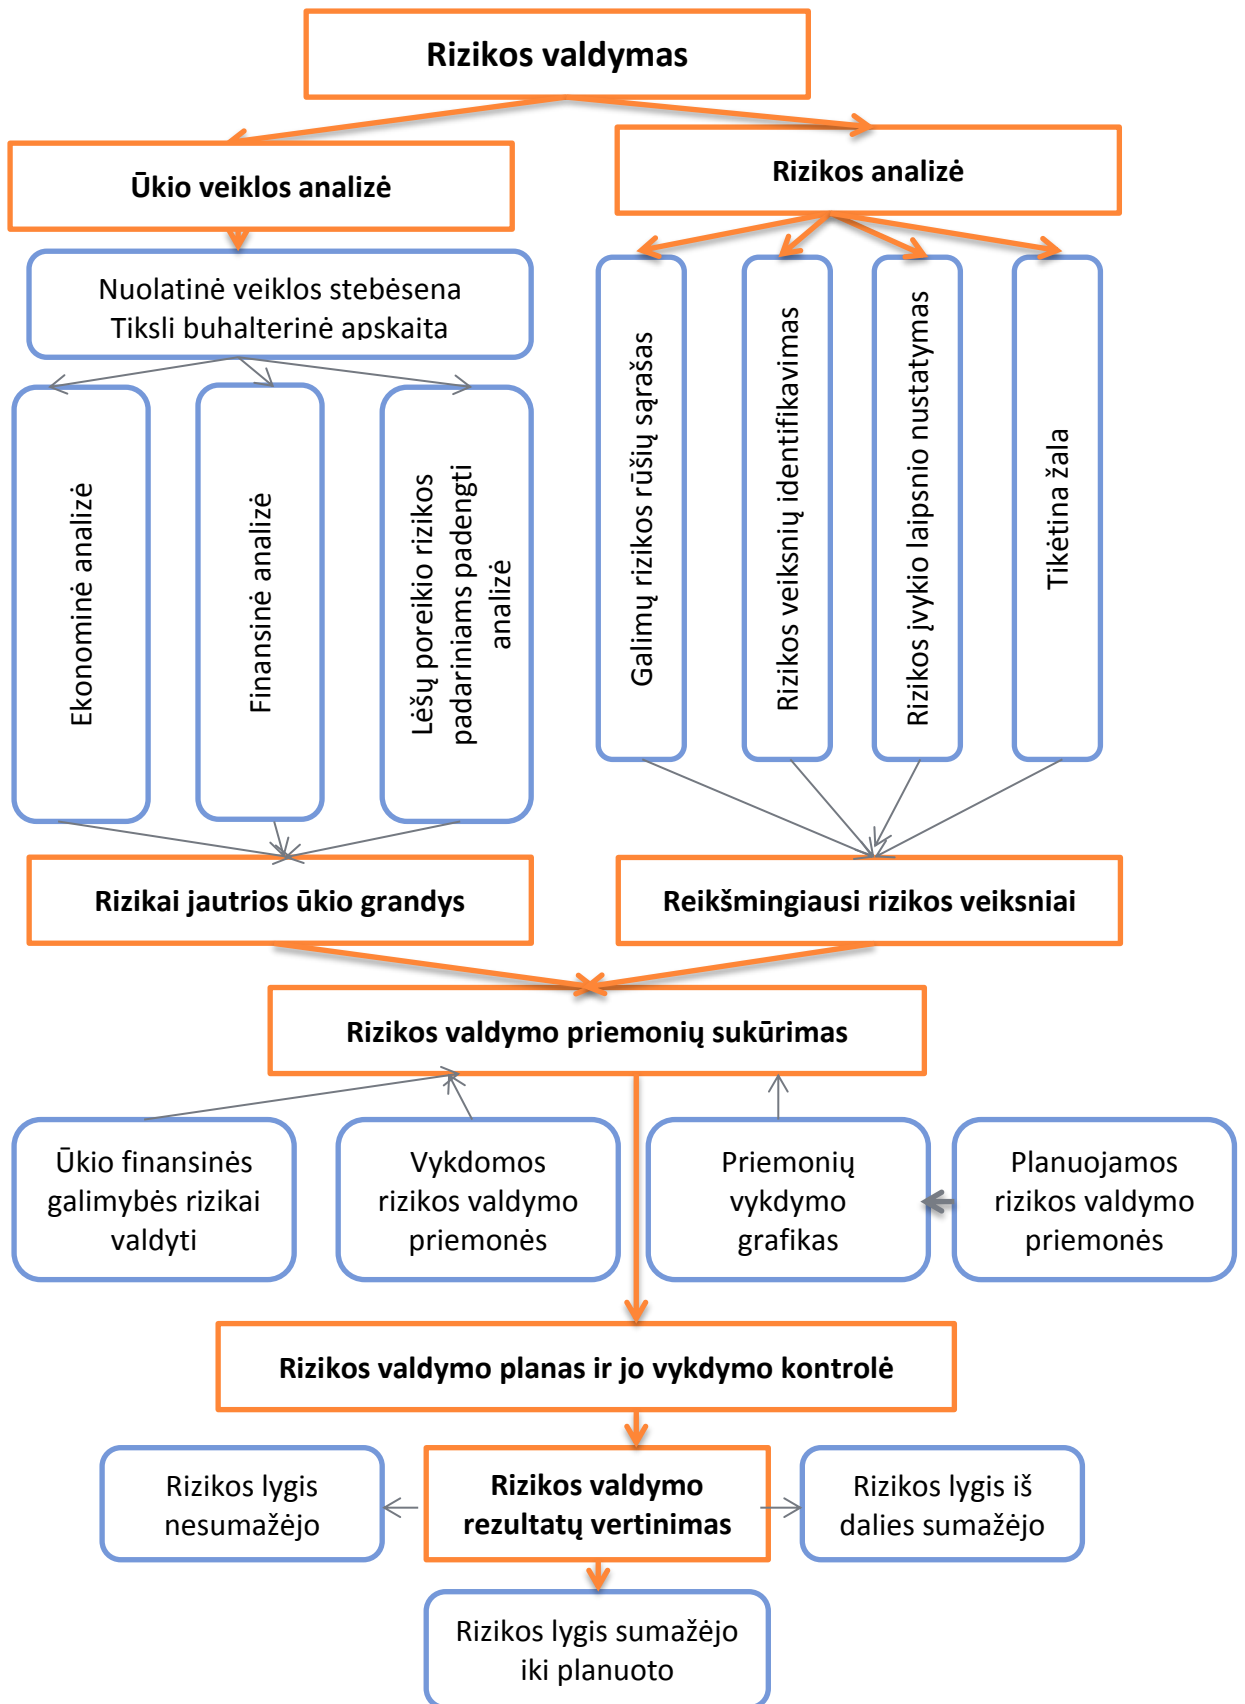 Rizikos valdymas
Ūkio veiklos analizė
Rizikos analizė
Nuolatinė veiklos stebėsena
Tiksli buhalterinė apskaita
Ekonominė analizė
Finansinė analizė
Lėšų poreikio rizikos
padariniams padengti
analizė
Galimų rizikos rūšių sąrašas
Rizikos veiksnių identifikavimas
Rizikos įvykio laipsnio nustatymas
Tikėtina žala
Rizikai jautrios ūkio grandys
Reikšmingiausi rizikos veiksniai
Rizikos valdymo priemonių sukūrimas
Ūkio finansinės
galimybės rizikai
valdyti
Vykdomos
rizikos valdymo
priemonės
Priemonių
vykdymo
grafikas
Planuojamos
rizikos valdymo
priemonės
Rizikos valdymo planas ir jo vykdymo kontrolė
Rizikos lygis
nesumažėjo
Rizikos valdymo
rezultatų vertinimas
Rizikos lygis iš
dalies sumažėjo
Rizikos lygis sumažėjo
iki planuoto